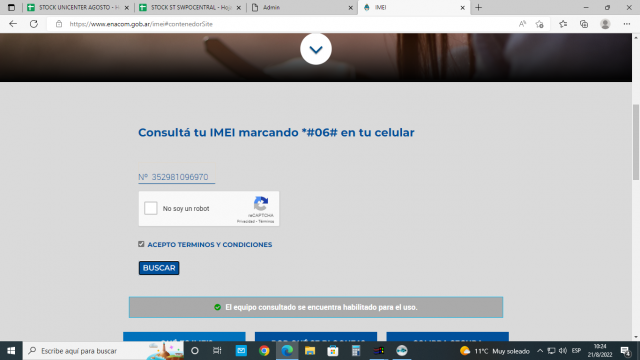 STOCK UNICENTER AGOSTO - H
STOCK ST SWPOCENTRAL - Hoja
Admin
IMEI
https://www.enacom.gob.ar/imei#contenedorSite
Consultá tu IMEI marcando *#06# en tu celular
Nº 352981096970
No soy un robot
reCAPTCHA
Privacidad - Términos
ACEPTO TERMINOS Y CONDICIONES
BUSCAR
El equipo consultado se encuentra habilitado para el uso.
Escribe aquí para buscar
11°C Muy soleado
ESP
10:24
21/8/2022